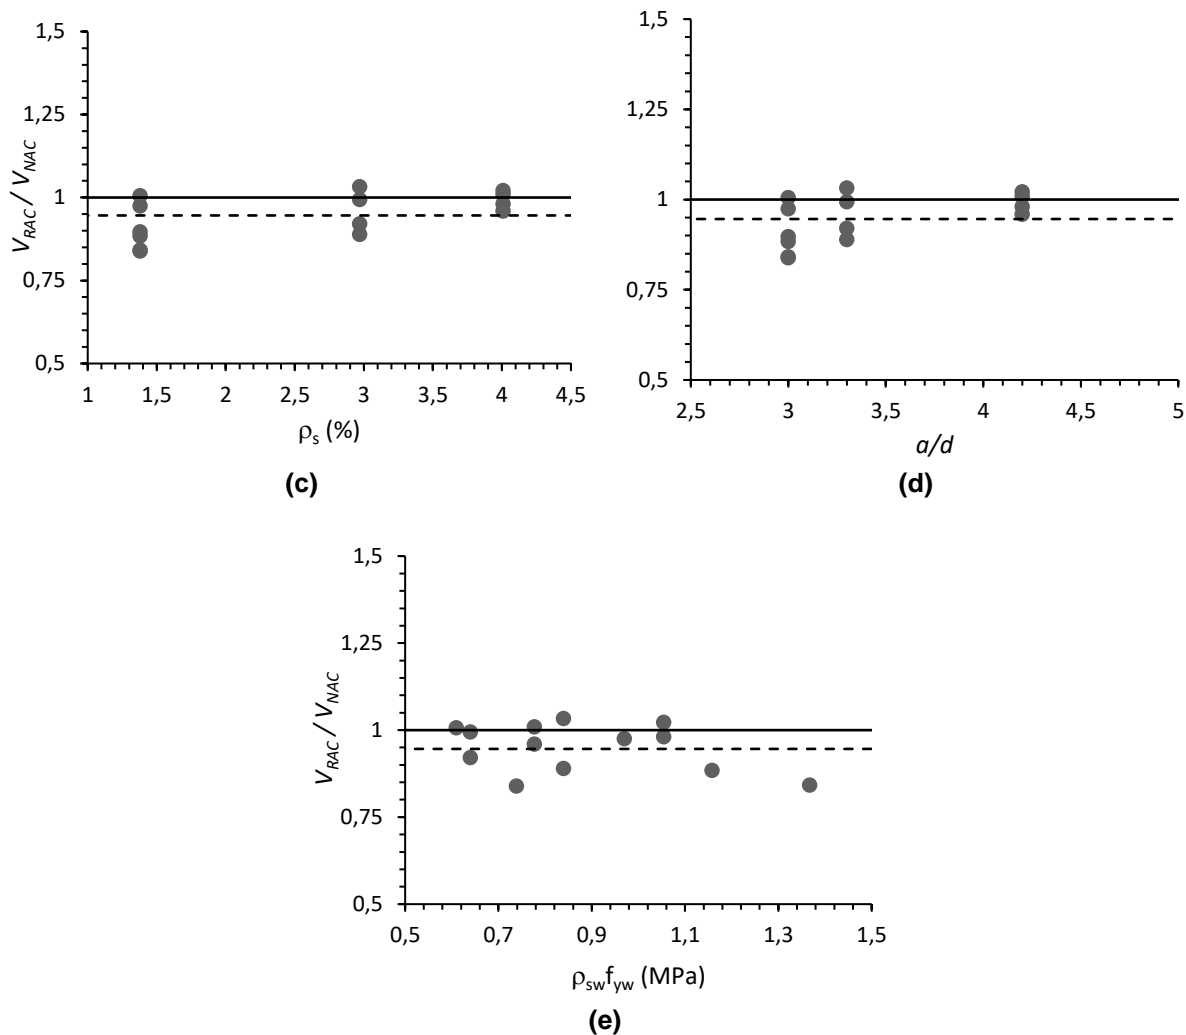 1,5
1,25
1
0,75
0,5
V_RAC / V_NAC
1 1,5 2 2,5 3 3,5 4 4,5
ρ_s (%)
(c)
1,5
1,25
1
0,75
0,5
2,5 3 3,5 4 4,5 5
a/d
(d)
1,5
1,25
1
0,75
0,5
V_RAC / V_NAC
0,5 0,7 0,9 1,1 1,3 1,5
ρ_sw f_yw (MPa)
(e)